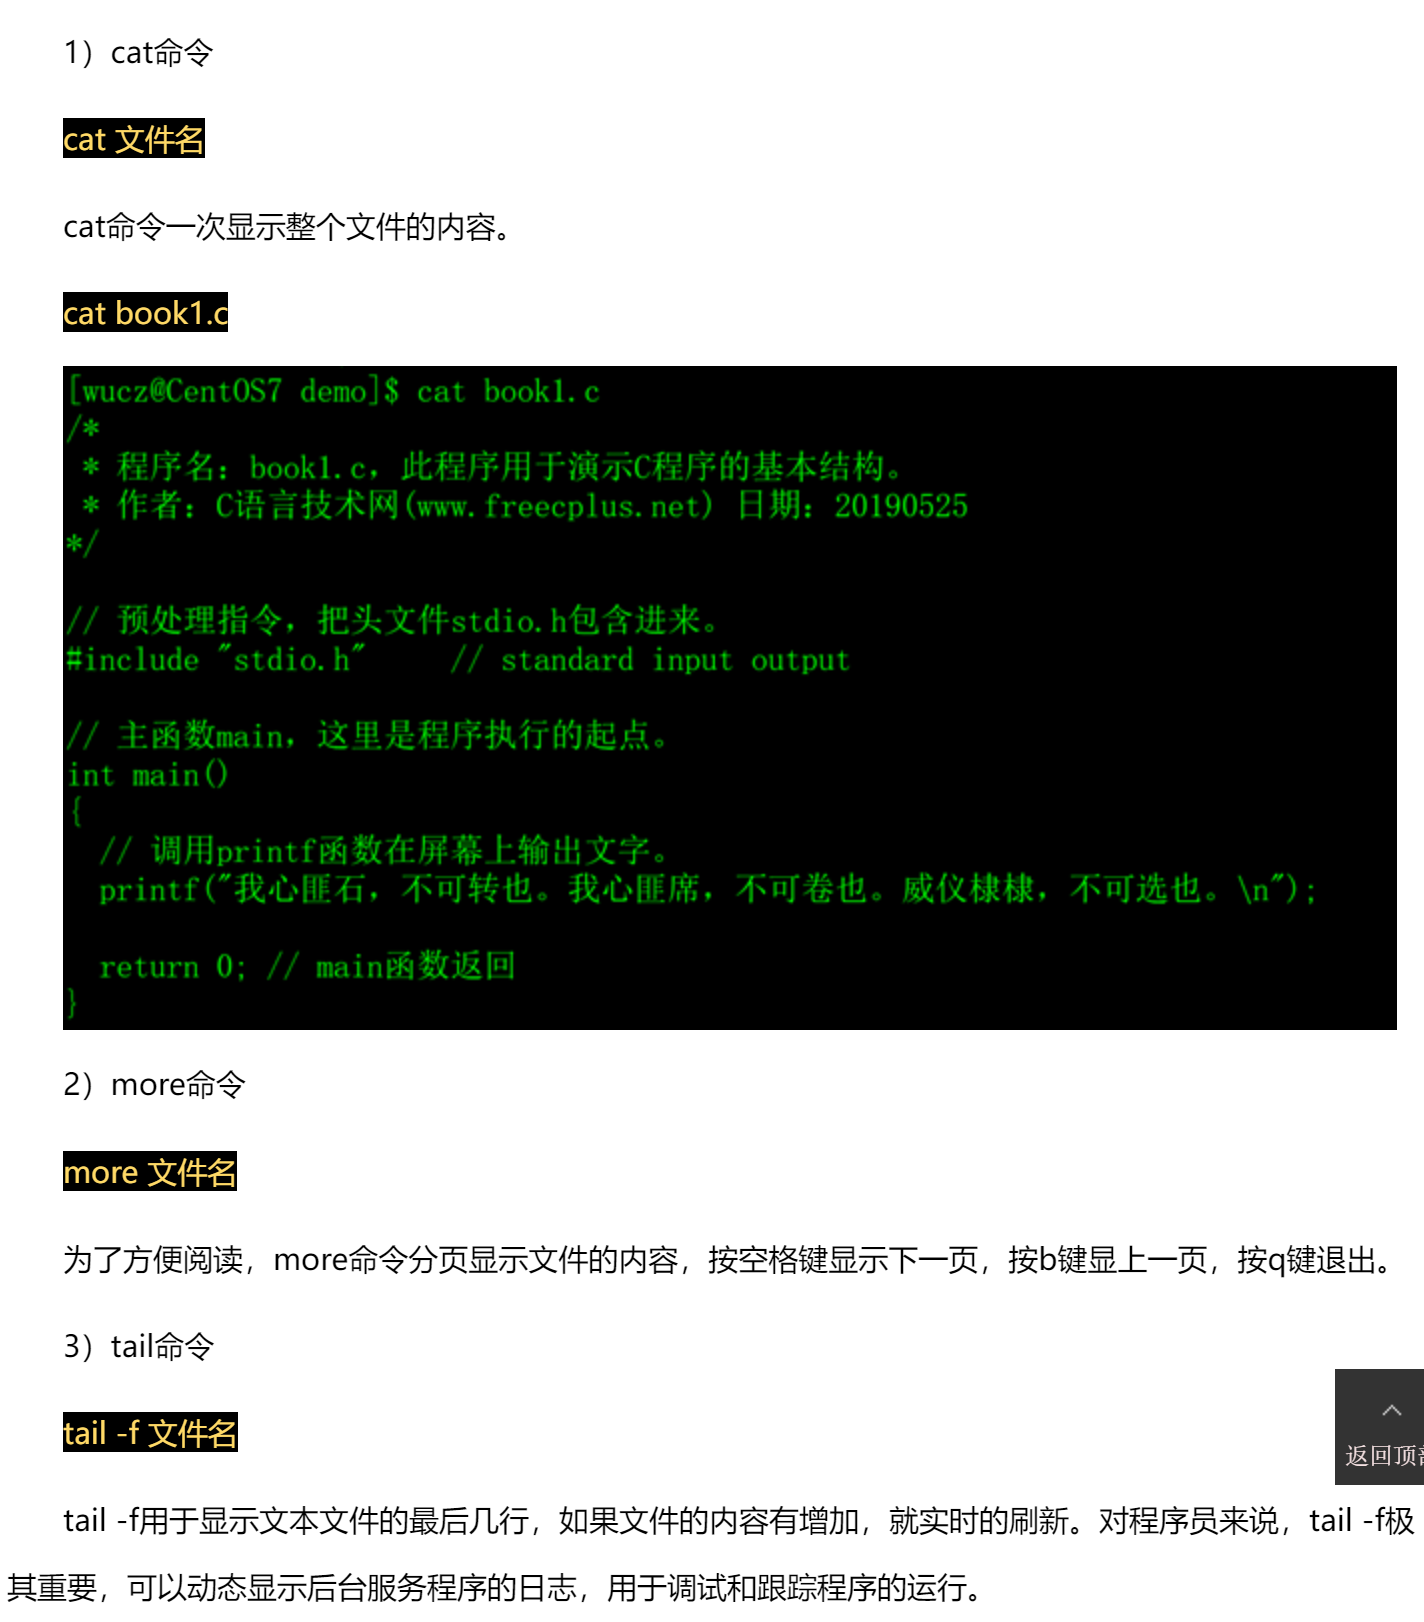 1）cat命令
cat 文件名
cat命令一次显示整个文件的内容。
cat book1.c
[wucz@CentOS7 demo]$ cat book1.c
/*
 * 程序名：book1.c，此程序用于演示C程序的基本结构。
 * 作者：C语言技术网(www.freecplus.net) 日期：20190525
*/
// 预处理指令，把头文件stdio.h包含进来。
#include "stdio.h"     // standard input output
// 主函数main，这里是程序执行的起点。
int main()
{
  // 调用printf函数在屏幕上输出文字。
  printf("我心匪石，不可转也。我心匪席，不可卷也。威仪棣棣，不可选也。\n");
  return 0; // main函数返回
}
2）more命令
more 文件名
为了方便阅读，more命令分页显示文件的内容，按空格键显示下一页，按b键显上一页，按q键退出。
3）tail命令
tail -f 文件名
返回顶
tail -f用于显示文本文件的最后几行，如果文件的内容有增加，就实时的刷新。对程序员来说，tail -f极
其重要，可以动态显示后台服务程序的日志，用于调试和跟踪程序的运行。